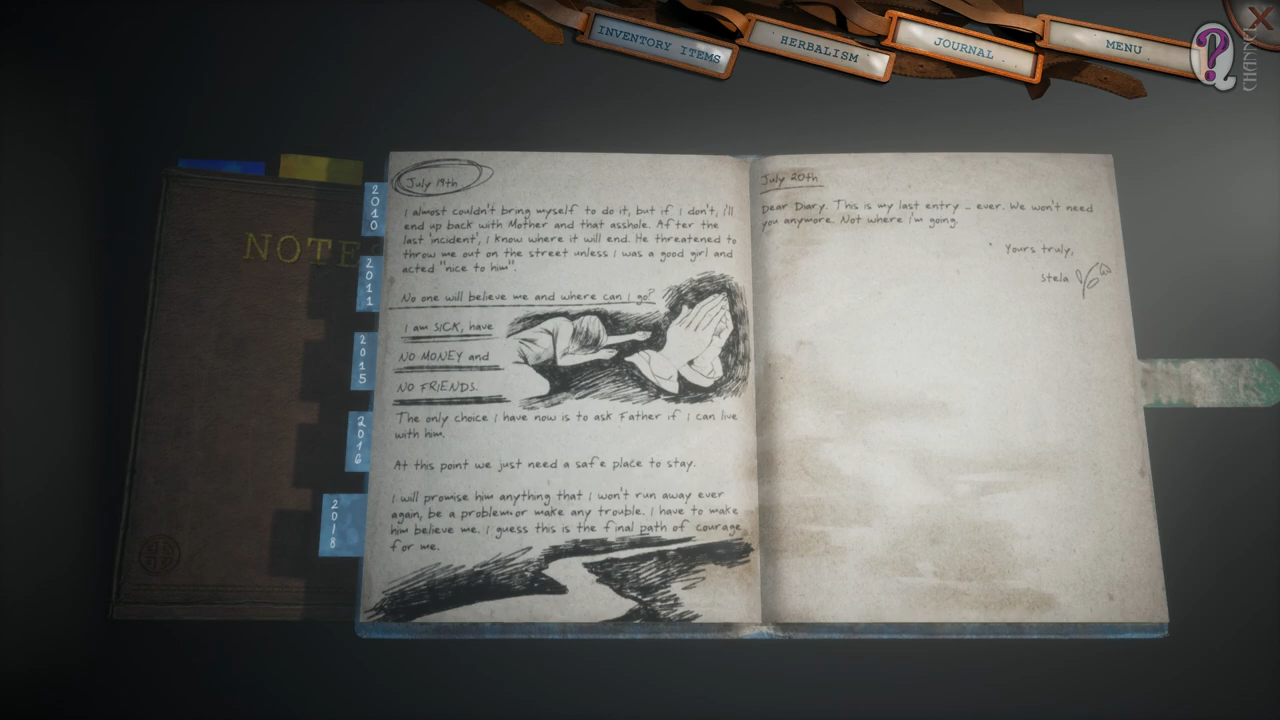 INVENTORY ITEMS
HERBALISM
JOURNAL
MENU
CHANNEL
NOTE
2010
2011
2015
2016
2018
July 19th
I almost couldn't bring myself to do it, but if I don't, I'll
end up back with Mother and that asshole. After the
last 'incident', I know where it will end. He threatened to
throw me out on the street unless I was a good girl and
acted "nice to him".
No one will believe me and where can I go?
I am SICK, have
NO MONEY and
NO FRIENDS.
The only choice I have now is to ask Father if I can live
with him.
At this point we just need a safe place to stay.
I will promise him anything that I won't run away ever
again, be a problem or make any trouble. I have to make
him believe me. I guess this is the final path of courage
for me.
July 20th
Dear Diary. This is my last entry - ever. We won't need
you anymore. Not where I'm going.
Yours truly,
Stela